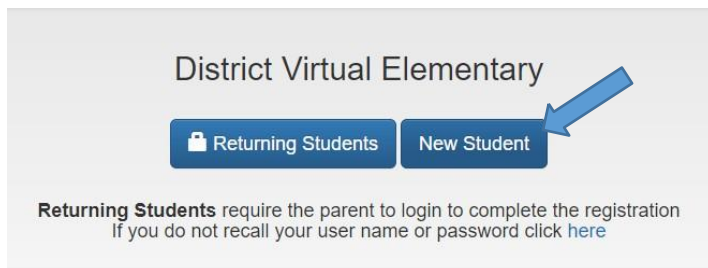 District Virtual Elementary
Returning Students New Student
Returning Students require the parent to login to complete the registration
If you do not recall your user name or password click here